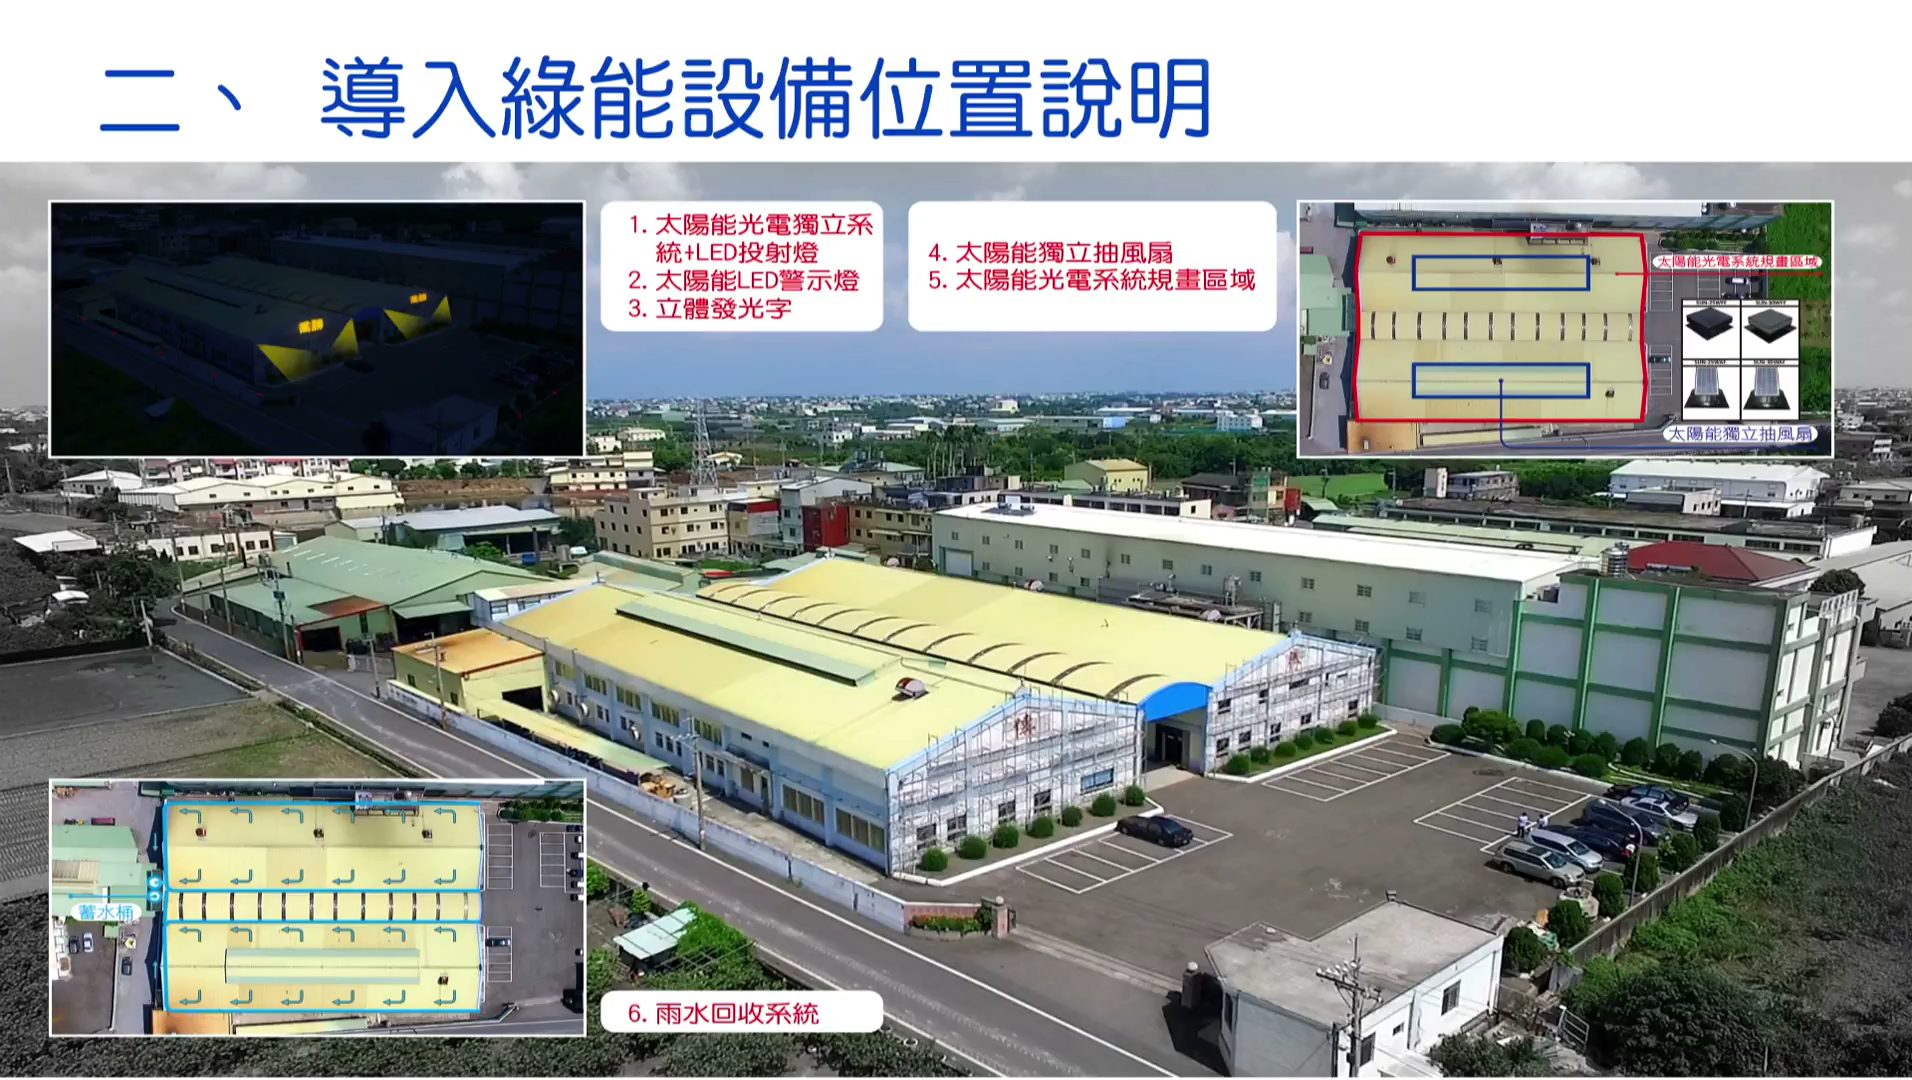 二、 導入綠能設備位置說明
1. 太陽能光電獨立系
統+LED投射燈
2. 太陽能LED警示燈
3. 立體發光字
4. 太陽能獨立抽風扇
5. 太陽能光電系統規畫區域
太陽能光電系統規畫區域
太陽能獨立抽風扇
蓄水桶
6. 雨水回收系統